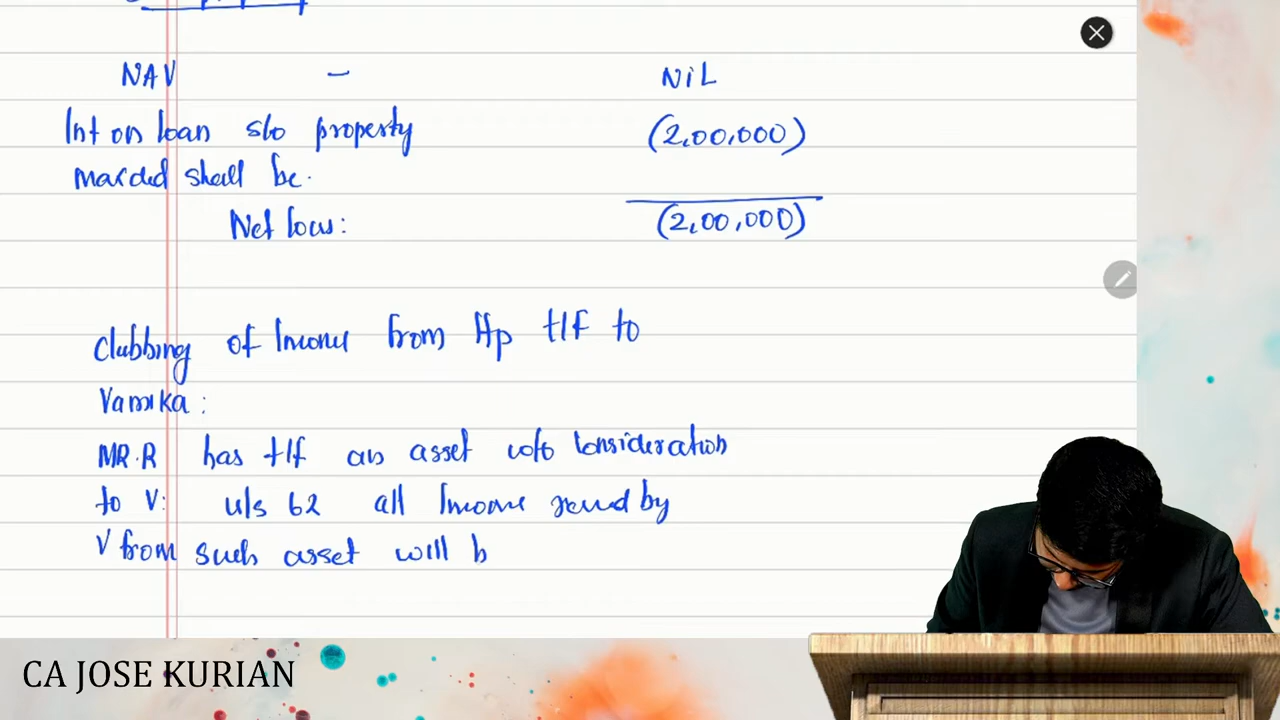 NAV - NiL
Int on loan s/o property (2,00,000)
shall be.
Net loss: (2,00,000)
Clubbing of Income from Hp t/f to
Vamika:
MR.R has t/f an asset w/o consideration
to V: u/s 62 all Income by
V from such asset will b
CA JOSE KURIAN